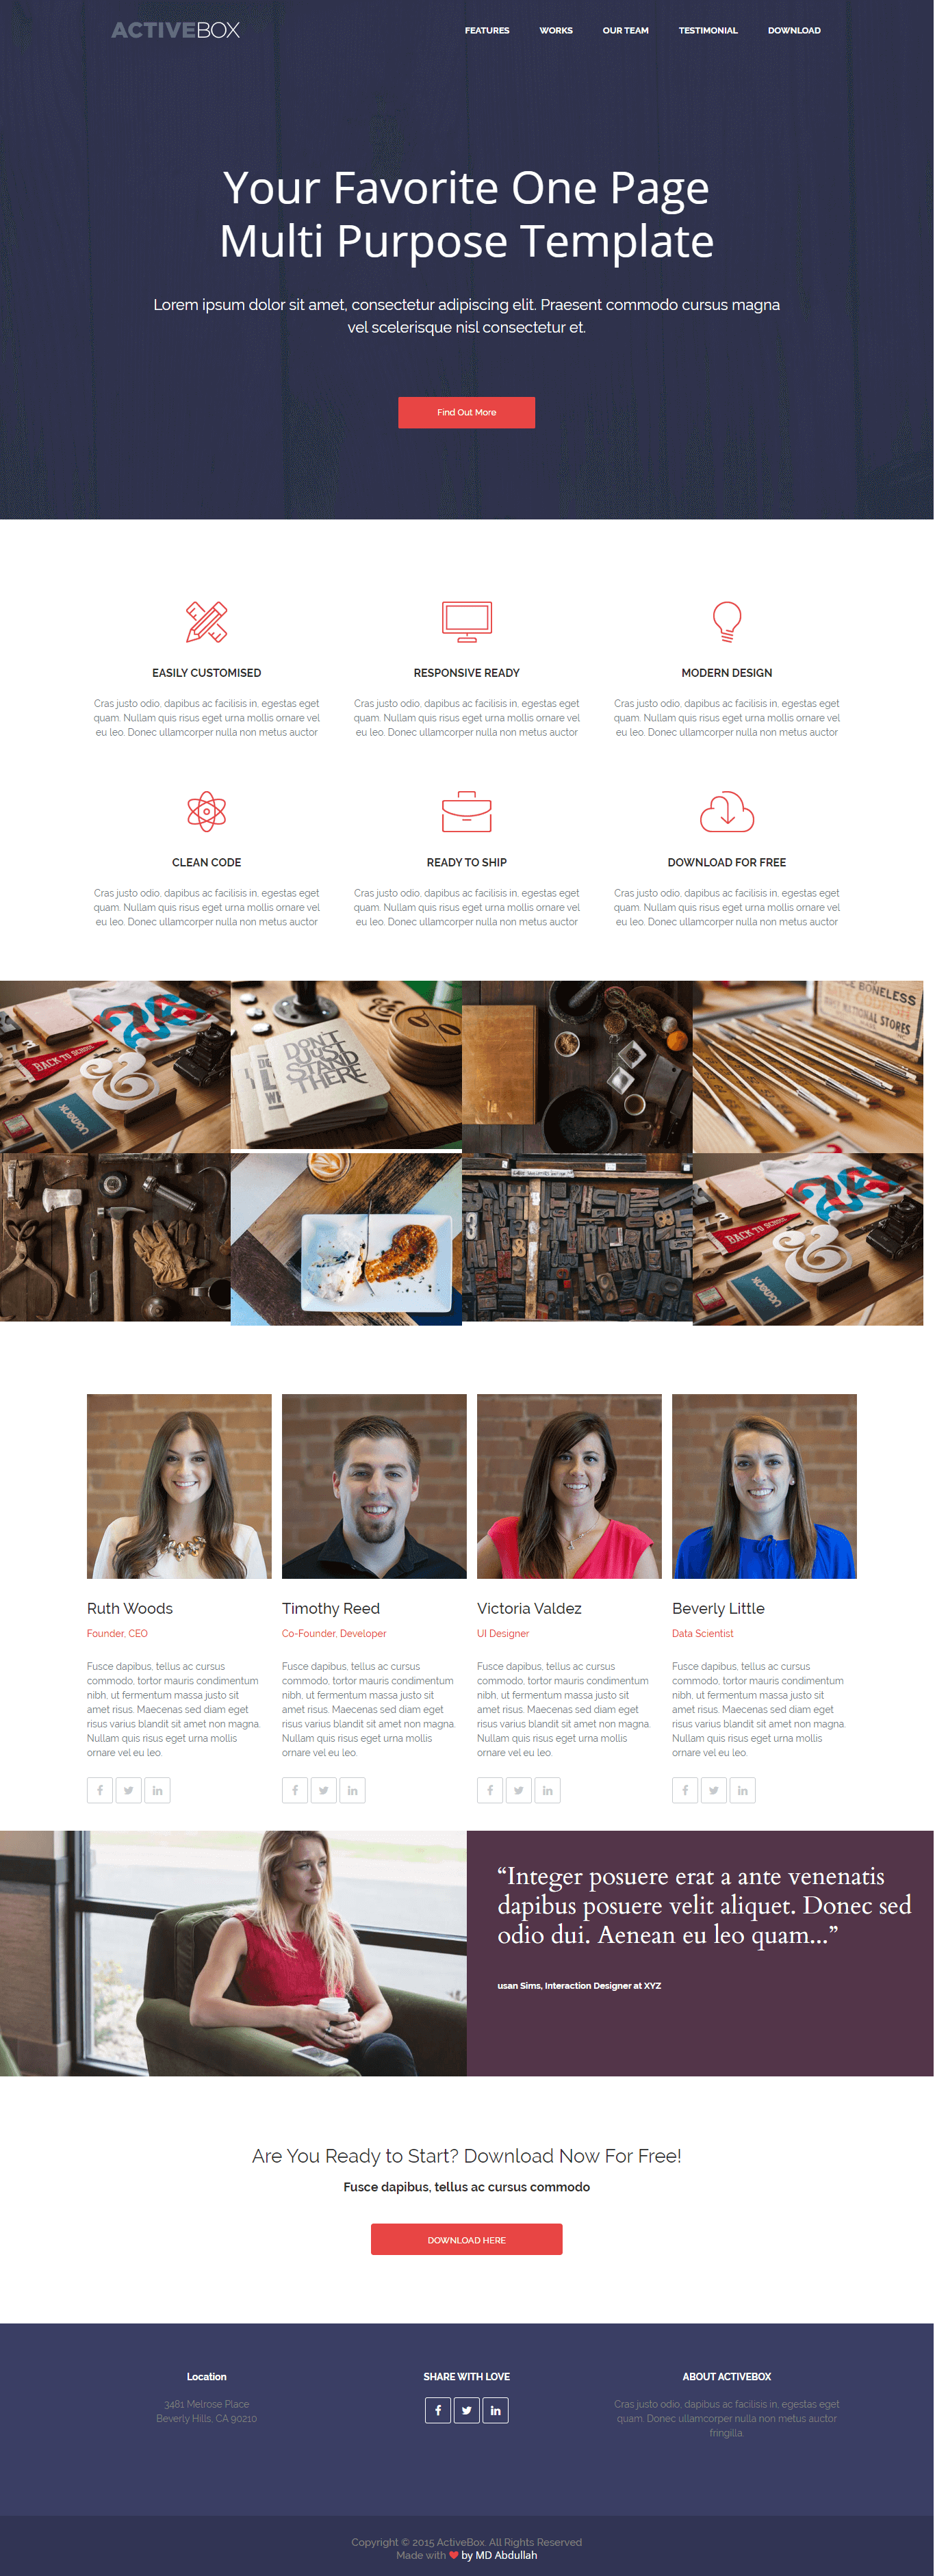 ACTIVEBOX
FEATURES WORKS OUR TEAM TESTIMONIAL DOWNLOAD
Your Favorite One Page
Multi Purpose Template
Lorem ipsum dolor sit amet, consectetur adipiscing elit. Praesent commodo cursus magna
vel scelerisque nisl consectetur et.
Find Out More
EASILY CUSTOMISED
Cras justo odio, dapibus ac facilisis in, egestas eget
quam. Nullam quis risus eget urna mollis ornare vel
eu leo. Donec ullamcorper nulla non metus auctor
RESPONSIVE READY
Cras justo odio, dapibus ac facilisis in, egestas eget
quam. Nullam quis risus eget urna mollis ornare vel
eu leo. Donec ullamcorper nulla non metus auctor
MODERN DESIGN
Cras justo odio, dapibus ac facilisis in, egestas eget
quam. Nullam quis risus eget urna mollis ornare vel
eu leo. Donec ullamcorper nulla non metus auctor
CLEAN CODE
Cras justo odio, dapibus ac facilisis in, egestas eget
quam. Nullam quis risus eget urna mollis ornare vel
eu leo. Donec ullamcorper nulla non metus auctor
READY TO SHIP
Cras justo odio, dapibus ac facilisis in, egestas eget
quam. Nullam quis risus eget urna mollis ornare vel
eu leo. Donec ullamcorper nulla non metus auctor
DOWNLOAD FOR FREE
Cras justo odio, dapibus ac facilisis in, egestas eget
quam. Nullam quis risus eget urna mollis ornare vel
eu leo. Donec ullamcorper nulla non metus auctor
BACK TO SCHOOL
DON'T
JUST
STAND
THERE
BONELESS
NATIONAL STORES
BACK TO SCHOOL
Ruth Woods
Founder, CEO
Fusce dapibus, tellus ac cursus
commodo, tortor mauris condimentum
nibh, ut fermentum massa justo sit
amet risus. Maecenas sed diam eget
risus varius blandit sit amet non magna.
Nullam quis risus eget urna mollis
ornare vel eu leo.
Timothy Reed
Co-Founder, Developer
Fusce dapibus, tellus ac cursus
commodo, tortor mauris condimentum
nibh, ut fermentum massa justo sit
amet risus. Maecenas sed diam eget
risus varius blandit sit amet non magna.
Nullam quis risus eget urna mollis
ornare vel eu leo.
Victoria Valdez
UI Designer
Fusce dapibus, tellus ac cursus
commodo, tortor mauris condimentum
nibh, ut fermentum massa justo sit
amet risus. Maecenas sed diam eget
risus varius blandit sit amet non magna.
Nullam quis risus eget urna mollis
ornare vel eu leo.
Beverly Little
Data Scientist
Fusce dapibus, tellus ac cursus
commodo, tortor mauris condimentum
nibh, ut fermentum massa justo sit
amet risus. Maecenas sed diam eget
risus varius blandit sit amet non magna.
Nullam quis risus eget urna mollis
ornare vel eu leo.
“Integer posuere erat a ante venenatis
dapibus posuere velit aliquet. Donec sed
odio dui. Aenean eu leo quam...”
usan Sims, Interaction Designer at XYZ
Are You Ready to Start? Download Now For Free!
Fusce dapibus, tellus ac cursus commodo
DOWNLOAD HERE
Location
3481 Melrose Place
Beverly Hills, CA 90210
SHARE WITH LOVE
ABOUT ACTIVEBOX
Cras justo odio, dapibus ac facilisis in, egestas eget
quam. Donec ullamcorper nulla non metus auctor
fringilla
Copyright © 2015 ActiveBox. All Rights Reserved
Made with ❤ by MD Abdullah